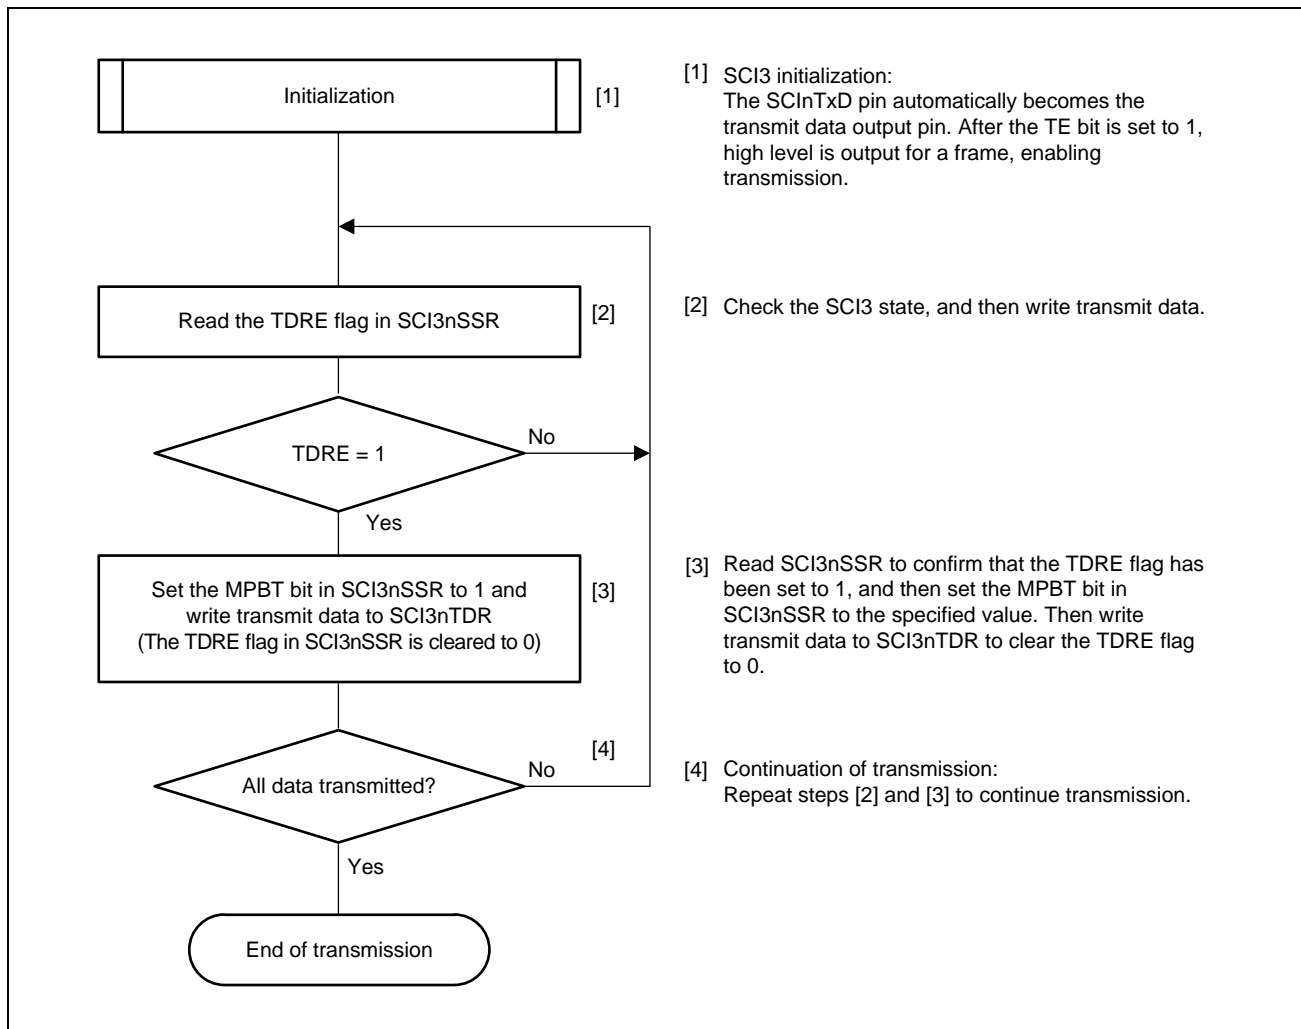 Initialization
[1]
[1] SCI3 initialization:
The SCInTxD pin automatically becomes the
transmit data output pin. After the TE bit is set to 1,
high level is output for a frame, enabling
transmission.
Read the TDRE flag in SCI3nSSR
[2]
[2] Check the SCI3 state, and then write transmit data.
TDRE = 1
No
Yes
Set the MPBT bit in SCI3nSSR to 1 and
write transmit data to SCI3nTDR
(The TDRE flag in SCI3nSSR is cleared to 0)
[3]
[3] Read SCI3nSSR to confirm that the TDRE flag has
been set to 1, and then set the MPBT bit in
SCI3nSSR to the specified value. Then write
transmit data to SCI3nTDR to clear the TDRE flag
to 0.
All data transmitted?
No
[4]
[4] Continuation of transmission:
Repeat steps [2] and [3] to continue transmission.
Yes
End of transmission